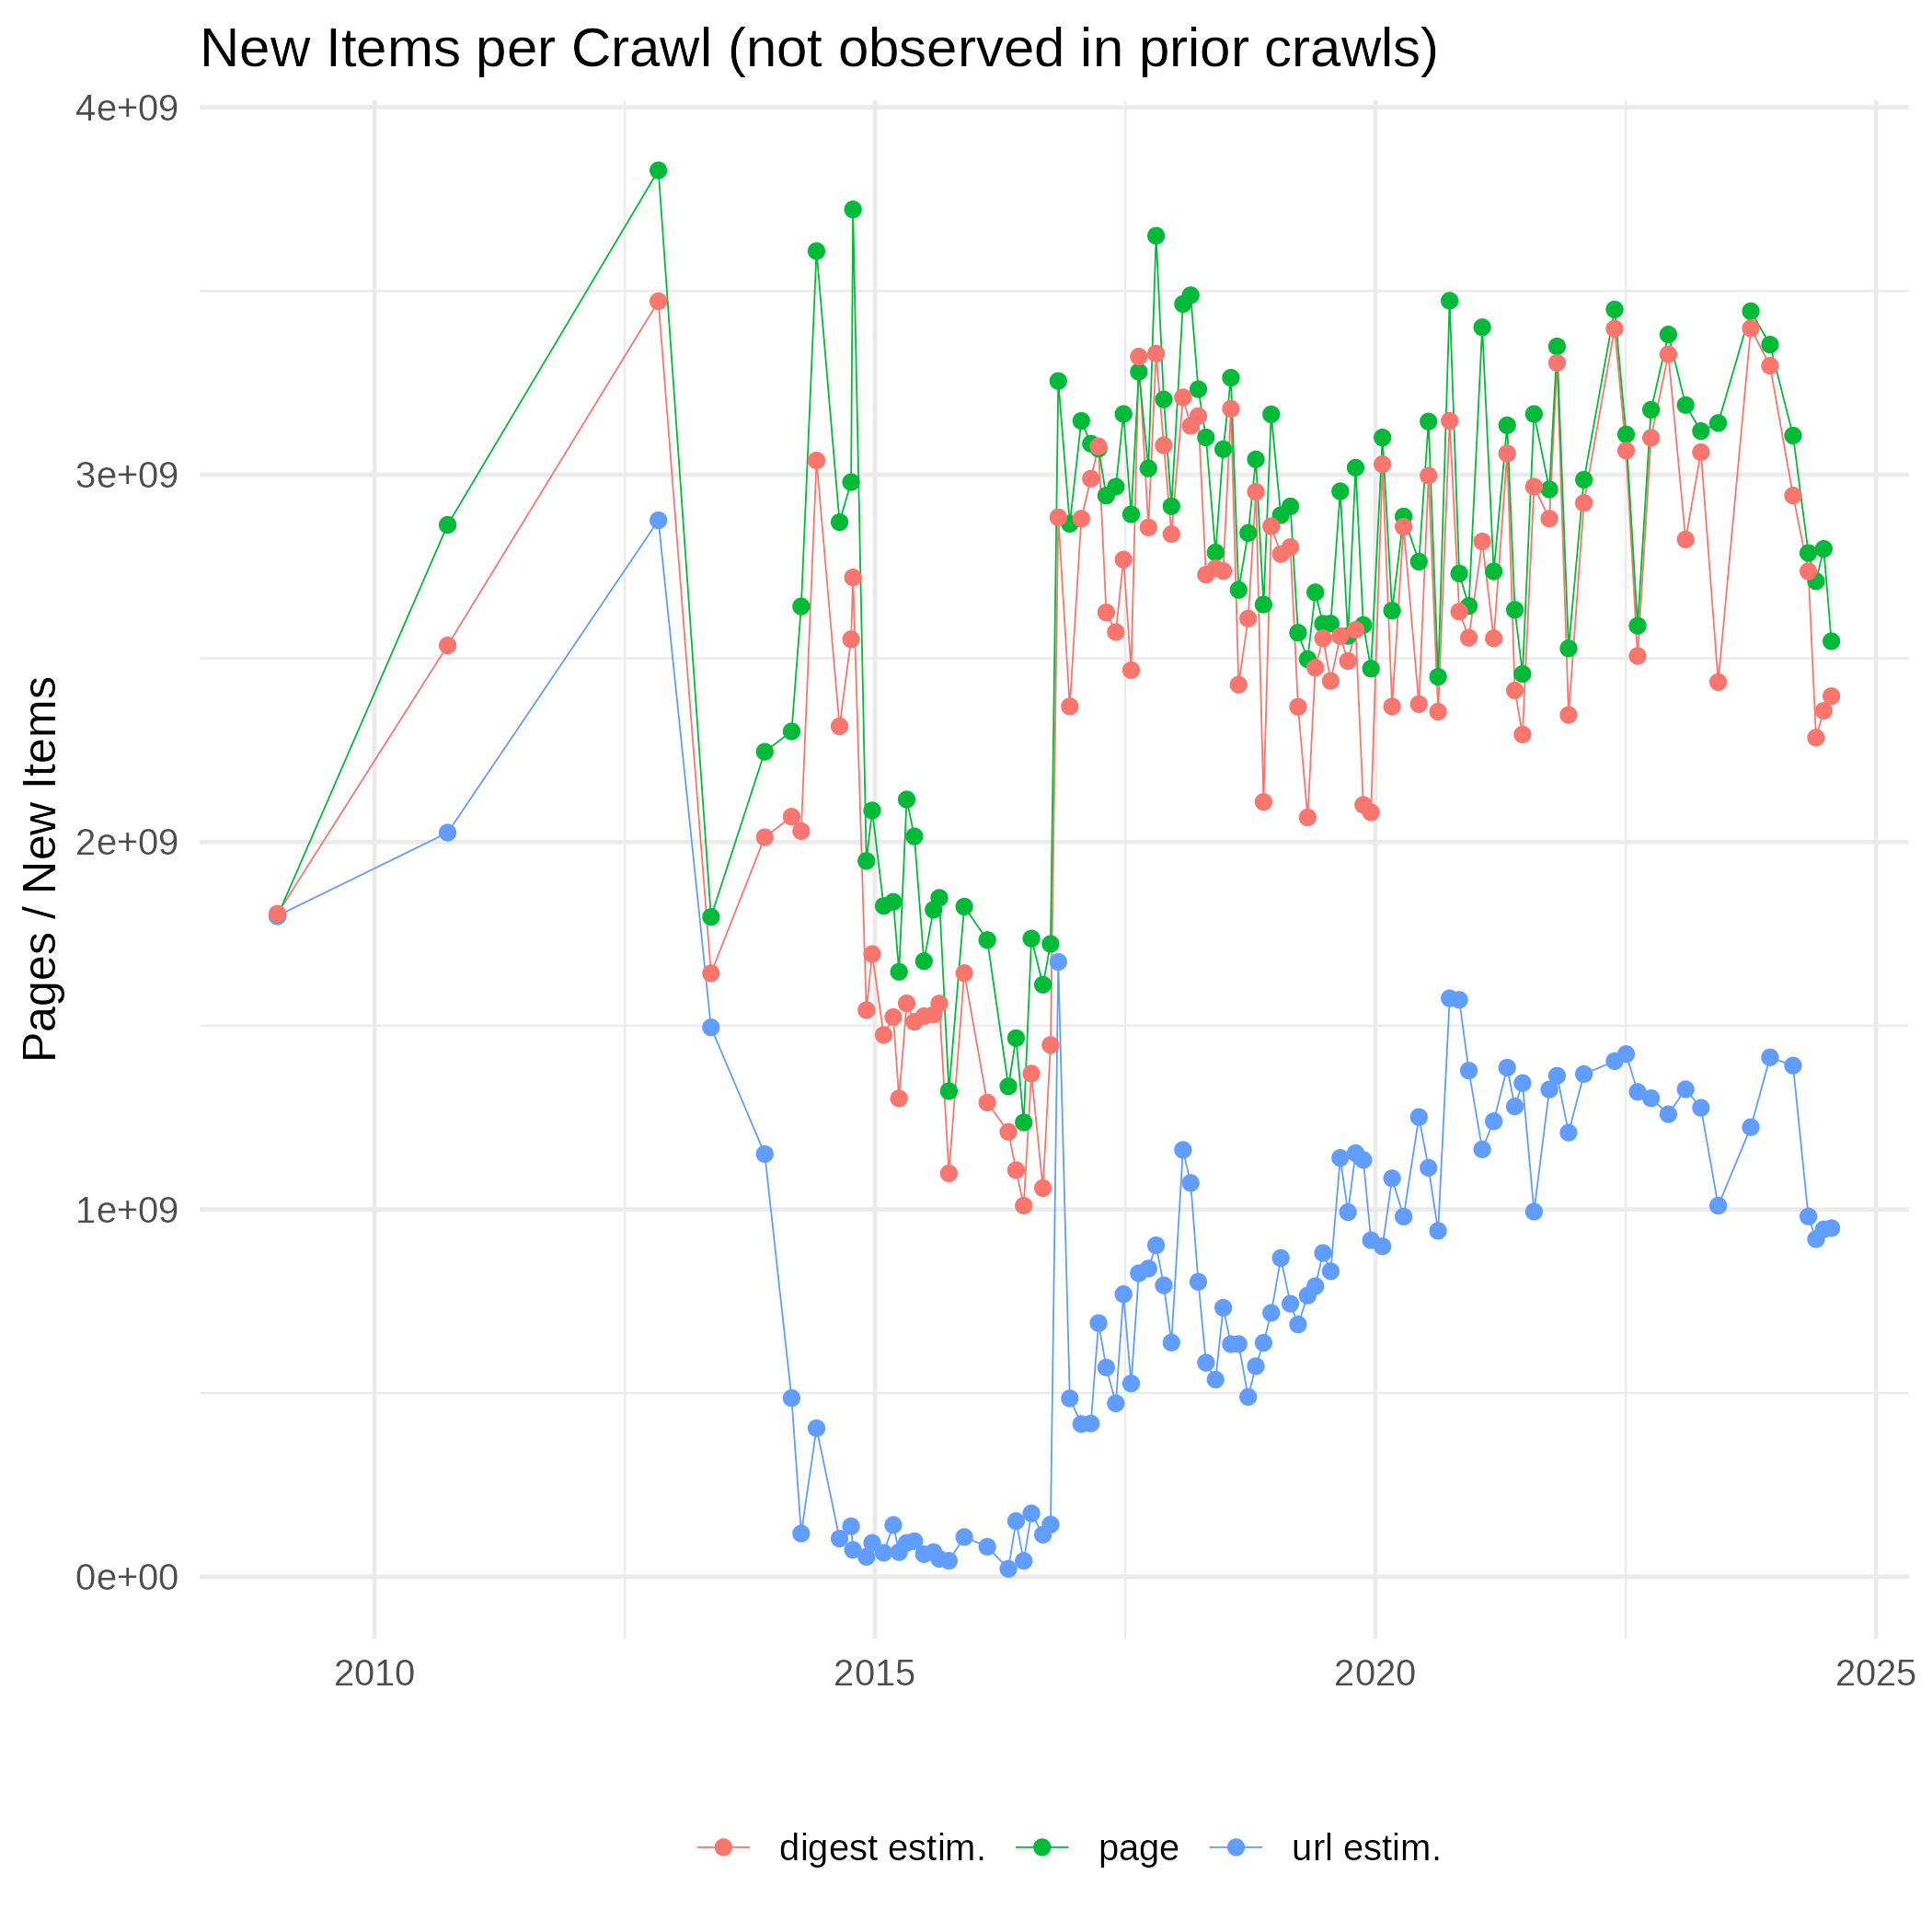 New Items per Crawl (not observed in prior crawls)
Pages / New Items
4e+09
3e+09
2e+09
1e+09
0e+00
2010 2015 2020 2025
digest estim. page url estim.